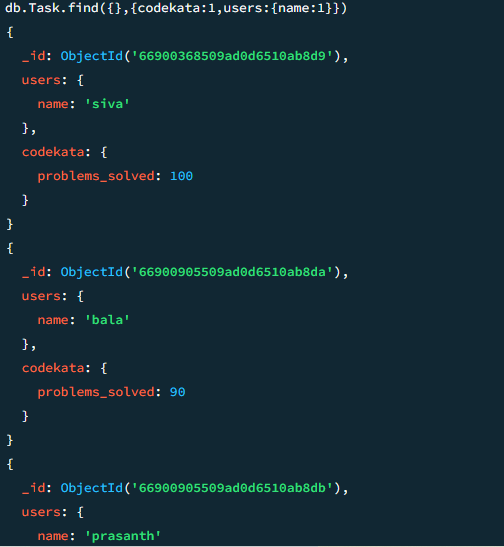 db.Task.find({},{codekata:1,users:{name:1}})
{
  _id: ObjectId('66900368509ad0d6510ab8d9'),
  users: {
    name: 'siva'
  },
  codekata: {
    problems_solved: 100
  }
}
{
  _id: ObjectId('66900905509ad0d6510ab8da'),
  users: {
    name: 'bala'
  },
  codekata: {
    problems_solved: 90
  }
}
{
  _id: ObjectId('66900905509ad0d6510ab8db'),
  users: {
    name: 'prasanth'